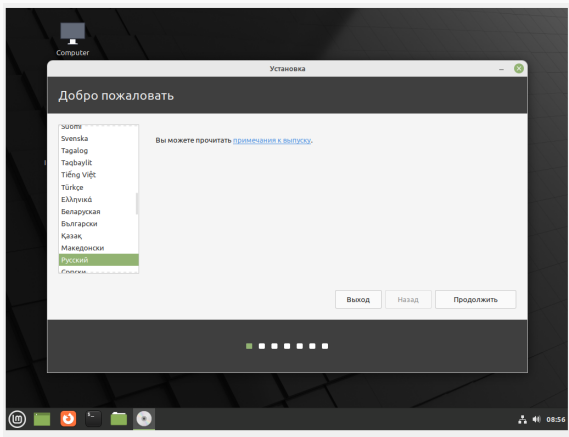 Computer
Установка
Добро пожаловать
Suomi
Svenska
Tagalog
Taqbaylit
Tiếng Việt
Türkçe
Ελληνικά
Беларуская
Български
Қазақ
Македонски
Русский
Српски
Вы можете прочитать примечания к выпуску.
Выход
Назад
Продолжить
08:56